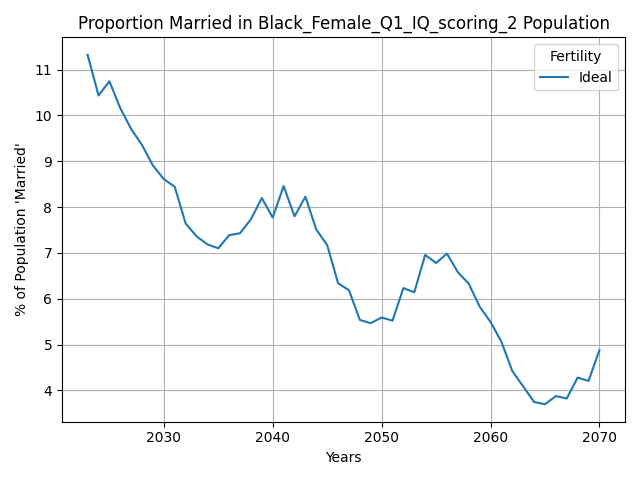 Proportion Married in Black_Female_Q1_IQ_scoring_2 Population
Fertility
Ideal
% of Population 'Married'
11
10
9
8
7
6
5
4
2030 2040 2050 2060 2070
Years